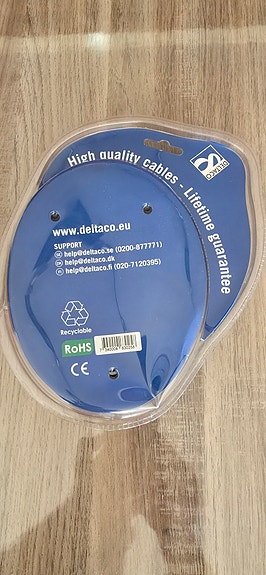 High quality cables - Lifetime guarantee
DELTACO
www.deltaco.eu
SUPPORT
help@deltaco.se (0200-877771)
help@deltaco.dk
help@deltaco.fi (020-7120395)
Recyclable
RoHS
CE